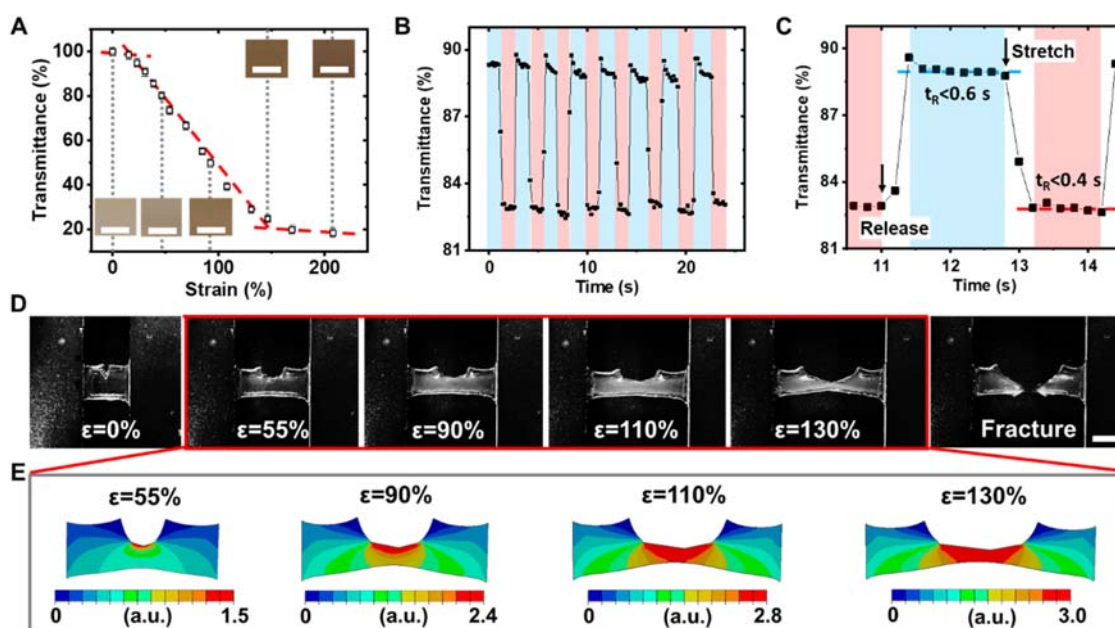 A
Transmittance (%)
100
80
60
40
20
0
100
200
Strain (%)
B
Transmittance (%)
90
87
84
81
0
10
20
Time (s)
C
Transmittance (%)
90
87
84
81
11
12
13
14
Time (s)
Stretch
tR<0.6 s
tR<0.4 s
Release
D
ε=0%
ε=55%
ε=90%
ε=110%
ε=130%
Fracture
E
ε=55%
ε=90%
ε=110%
ε=130%
0 (a.u.) 1.5
0 (a.u.) 2.4
0 (a.u.) 2.8
0 (a.u.) 3.0